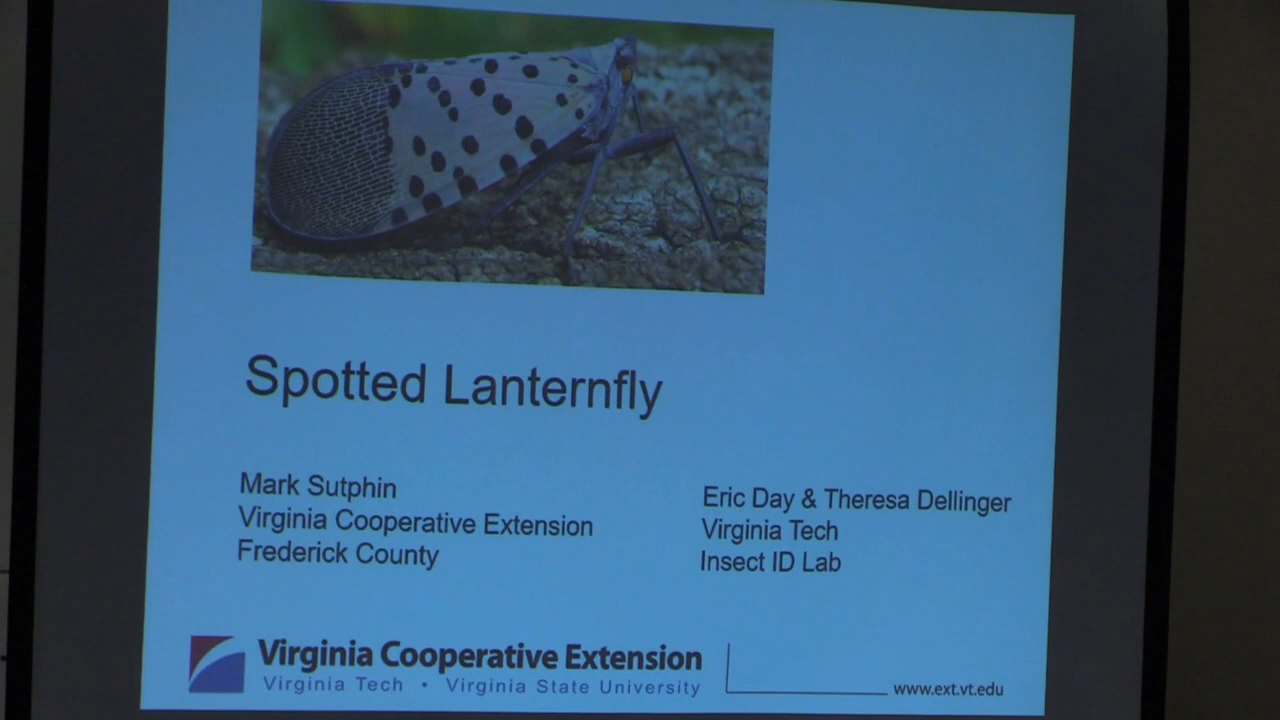 Spotted Lanternfly
Mark Sutphin
Virginia Cooperative Extension
Frederick County
Eric Day & Theresa Dellinger
Virginia Tech
Insect ID Lab
Virginia Cooperative Extension
Virginia Tech • Virginia State University
www.ext.vt.edu